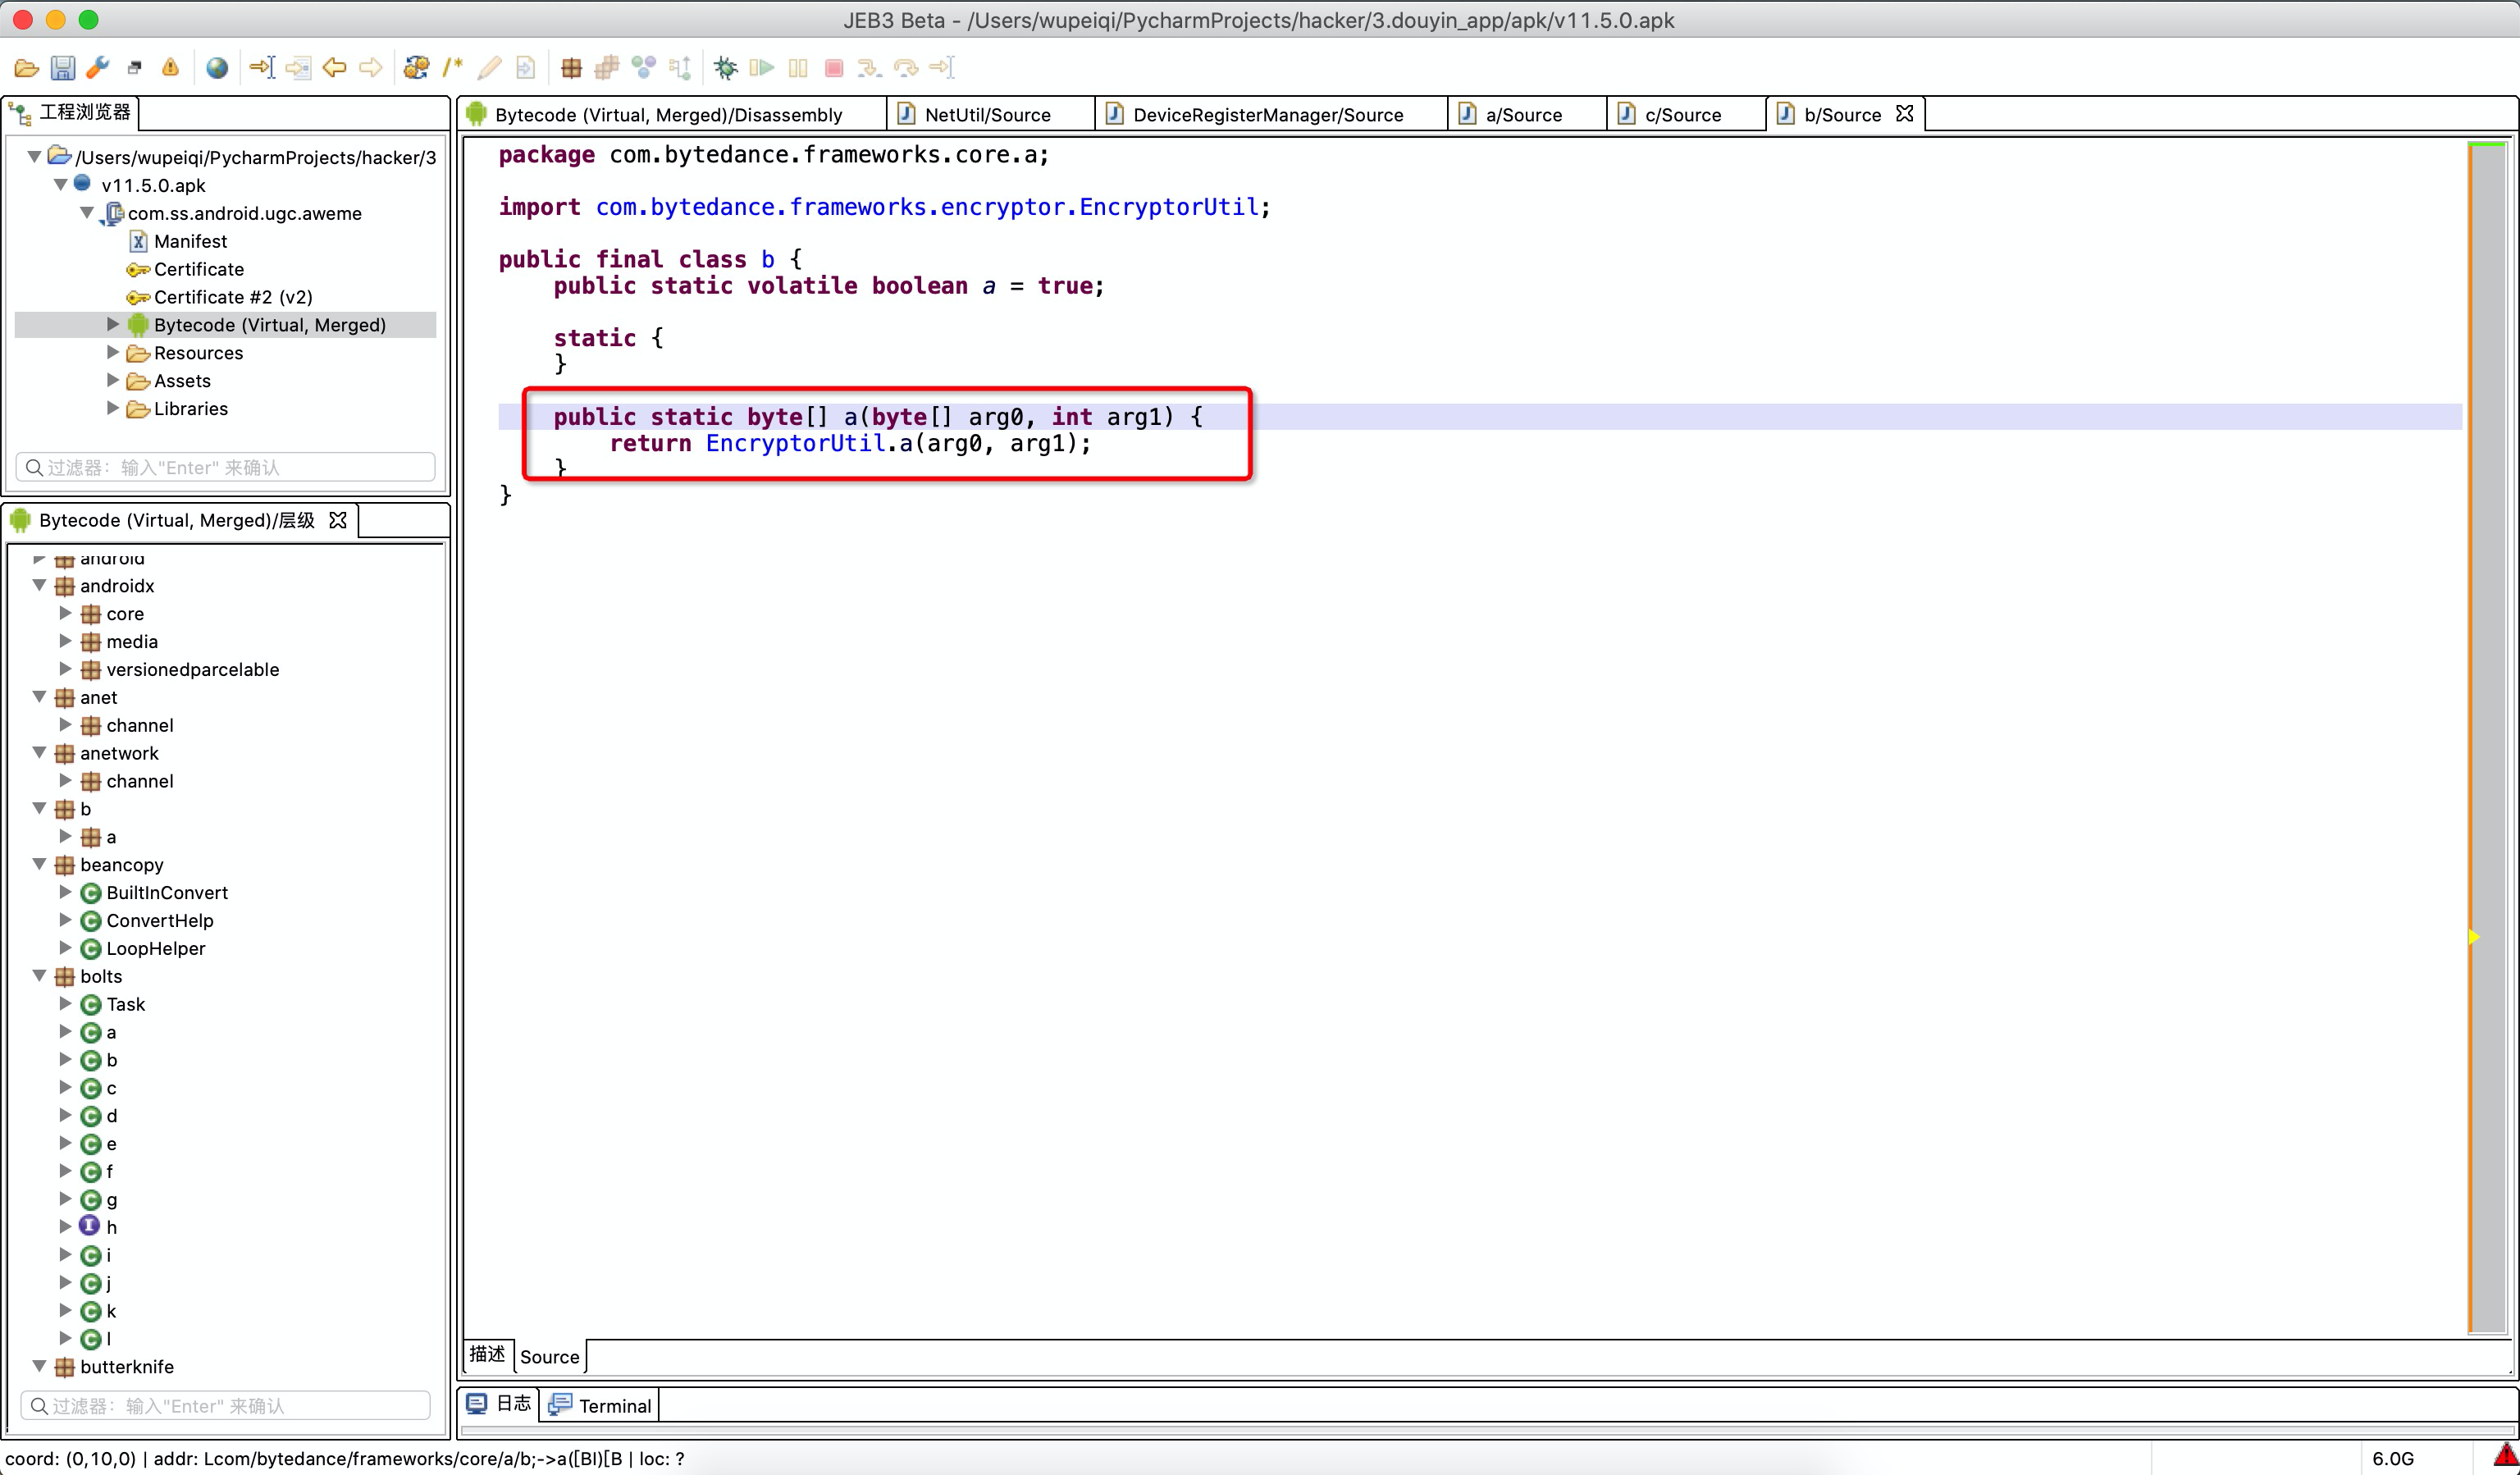 JEB3 Beta - /Users/wupeiqi/PycharmProjects/hacker/3.douyin_app/apk/v11.5.0.apk
工程浏览器
/Users/wupeiqi/PycharmProjects/hacker/3
v11.5.0.apk
com.ss.android.ugc.aweme
Manifest
Certificate
Certificate #2 (v2)
Bytecode (Virtual, Merged)
Resources
Assets
Libraries
过滤器: 输入"Enter" 来确认
Bytecode (Virtual, Merged)/层级
android
androidx
core
media
versionedparcelable
anet
channel
anetwork
channel
b
a
beancopy
BuiltInConvert
ConvertHelp
LoopHelper
bolts
Task
a
b
c
d
e
f
g
h
i
j
k
l
butterknife
过滤器: 输入"Enter" 来确认
Bytecode (Virtual, Merged)/Disassembly
NetUtil/Source
DeviceRegisterManager/Source
a/Source
c/Source
b/Source
package com.bytedance.frameworks.core.a;
import com.bytedance.frameworks.encryptor.EncryptorUtil;
public final class b {
public static volatile boolean a = true;
static {
}
public static byte[] a(byte[] arg0, int arg1) {
return EncryptorUtil.a(arg0, arg1);
}
}
描述
Source
日志
Terminal
coord: (0,10,0) | addr: Lcom/bytedance/frameworks/core/a/b;->a([BI)[B | loc: ?
6.0G